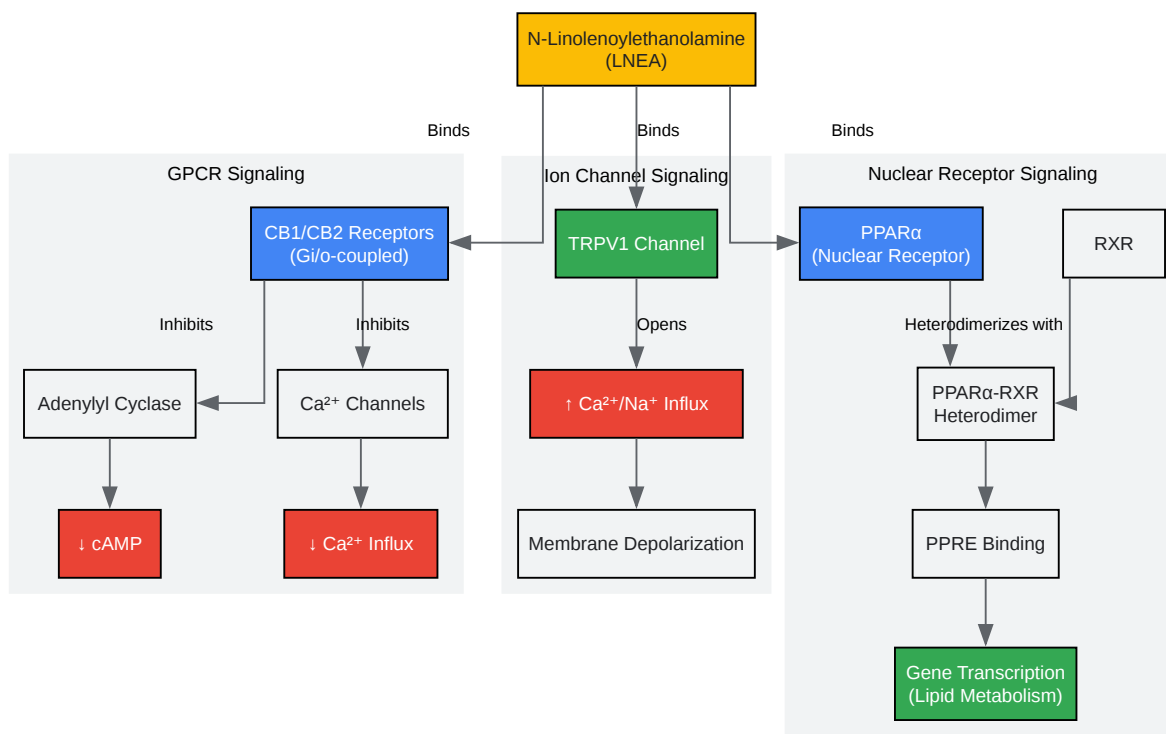 N-Linolenoylethanolamine
(LNEA)
Binds
Binds
Binds
GPCR Signaling
Ion Channel Signaling
Nuclear Receptor Signaling
CB1/CB2 Receptors
(Gi/o-coupled)
TRPV1 Channel
PPARα
(Nuclear Receptor)
RXR
Inhibits
Inhibits
Opens
Heterodimerizes with
Adenylyl Cyclase
Ca²⁺ Channels
↑ Ca²⁺/Na⁺ Influx
PPARα-RXR
Heterodimer
↓ cAMP
↓ Ca²⁺ Influx
Membrane Depolarization
PPRE Binding
Gene Transcription
(Lipid Metabolism)